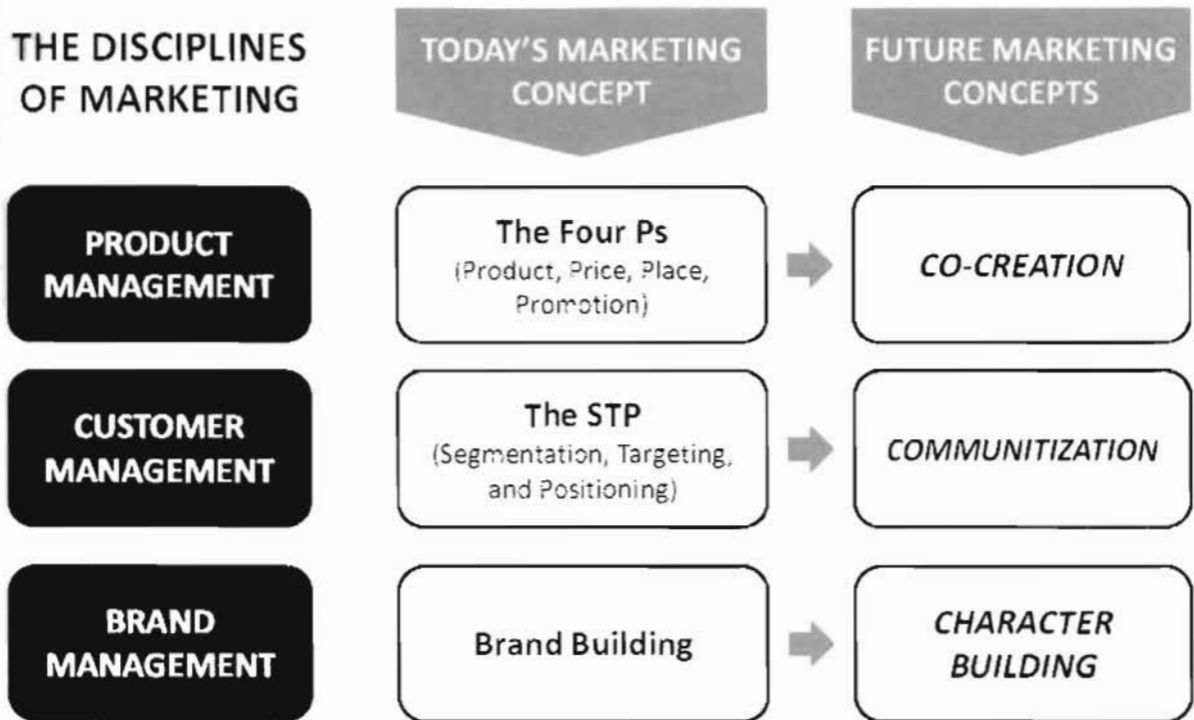 THE DISCIPLINES
OF MARKETING
TODAY'S MARKETING
CONCEPT
FUTURE MARKETING
CONCEPTS
PRODUCT
MANAGEMENT
The Four Ps
(Product, Price, Place,
Promotion)
CO-CREATION
CUSTOMER
MANAGEMENT
The STP
(Segmentation, Targeting,
and Positioning)
COMMUNITIZATION
BRAND
MANAGEMENT
Brand Building
CHARACTER
BUILDING